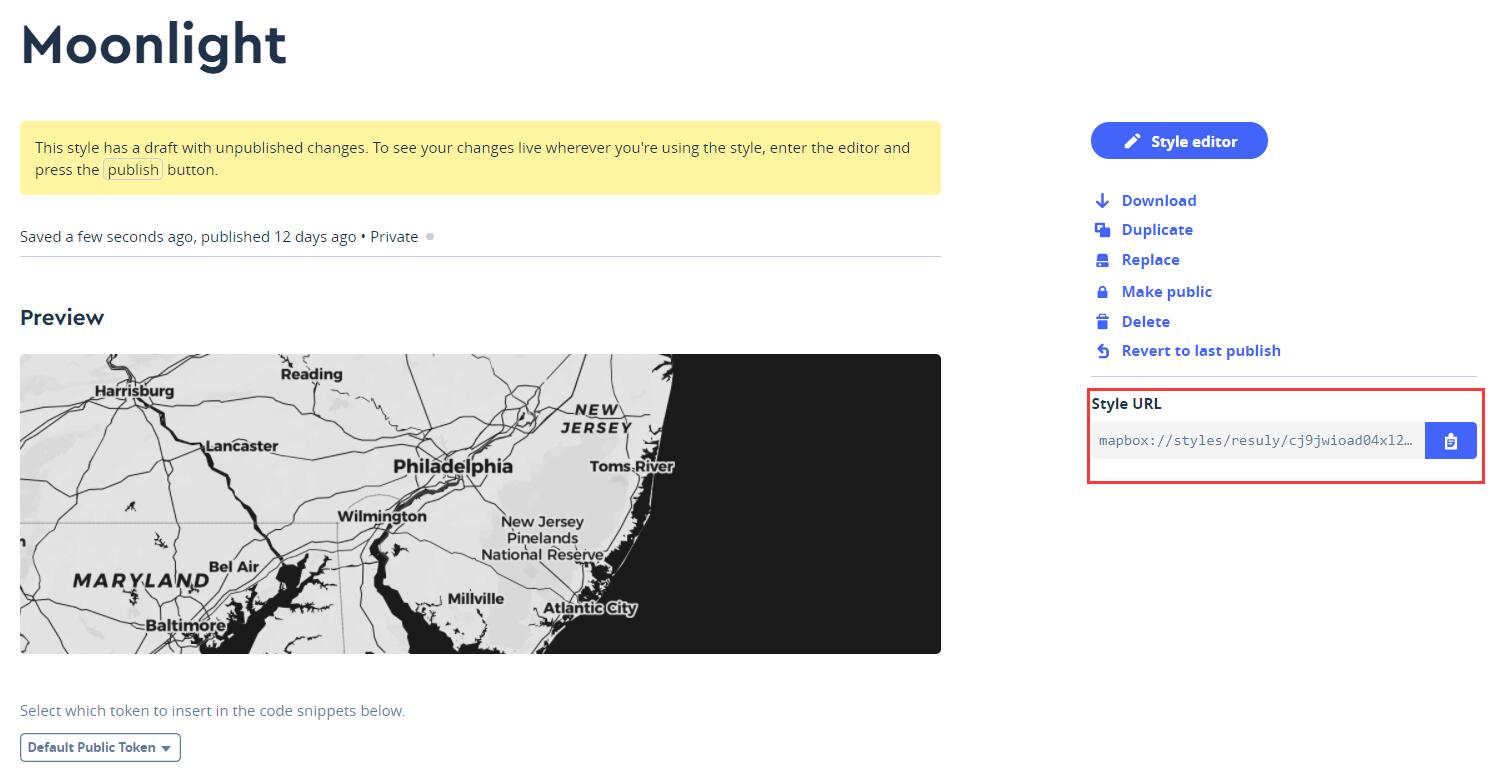 Moonlight
This style has a draft with unpublished changes. To see your changes live wherever you're using the style, enter the editor and
press the publish button.
Saved a few seconds ago, published 12 days ago • Private
Preview
Harrisburg
Reading
NEW
JERSEY
Lancaster
Philadelphia
Toms River
Wilmington
New Jersey
Pinelands
National Reserve
Bel Air
MARYLAND
Millville
Atlantic City
Baltimore
Select which token to insert in the code snippets below.
Default Public Token
Style editor
Download
Duplicate
Replace
Make public
Delete
Revert to last publish
Style URL
mapbox://styles/resuly/cj9jwioad04xl2…